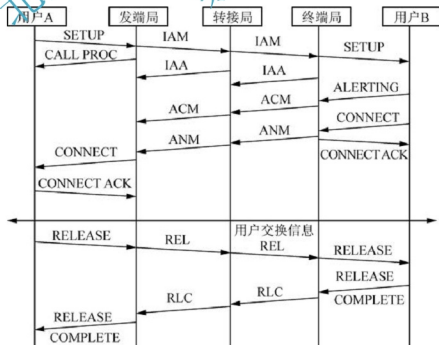 用户A 发端局 转接局 终端局 用户B
SETUP IAM IAM SETUP
CALL PROC IAA IAA
ALERTING
ACM ACM
CONNECT
ANM ANM
CONNECT CONNECT ACK
CONNECT ACK
用户交换信息
RELEASE REL REL RELEASE
RELEASE
RLC RLC COMPLETE
RELEASE
COMPLETE